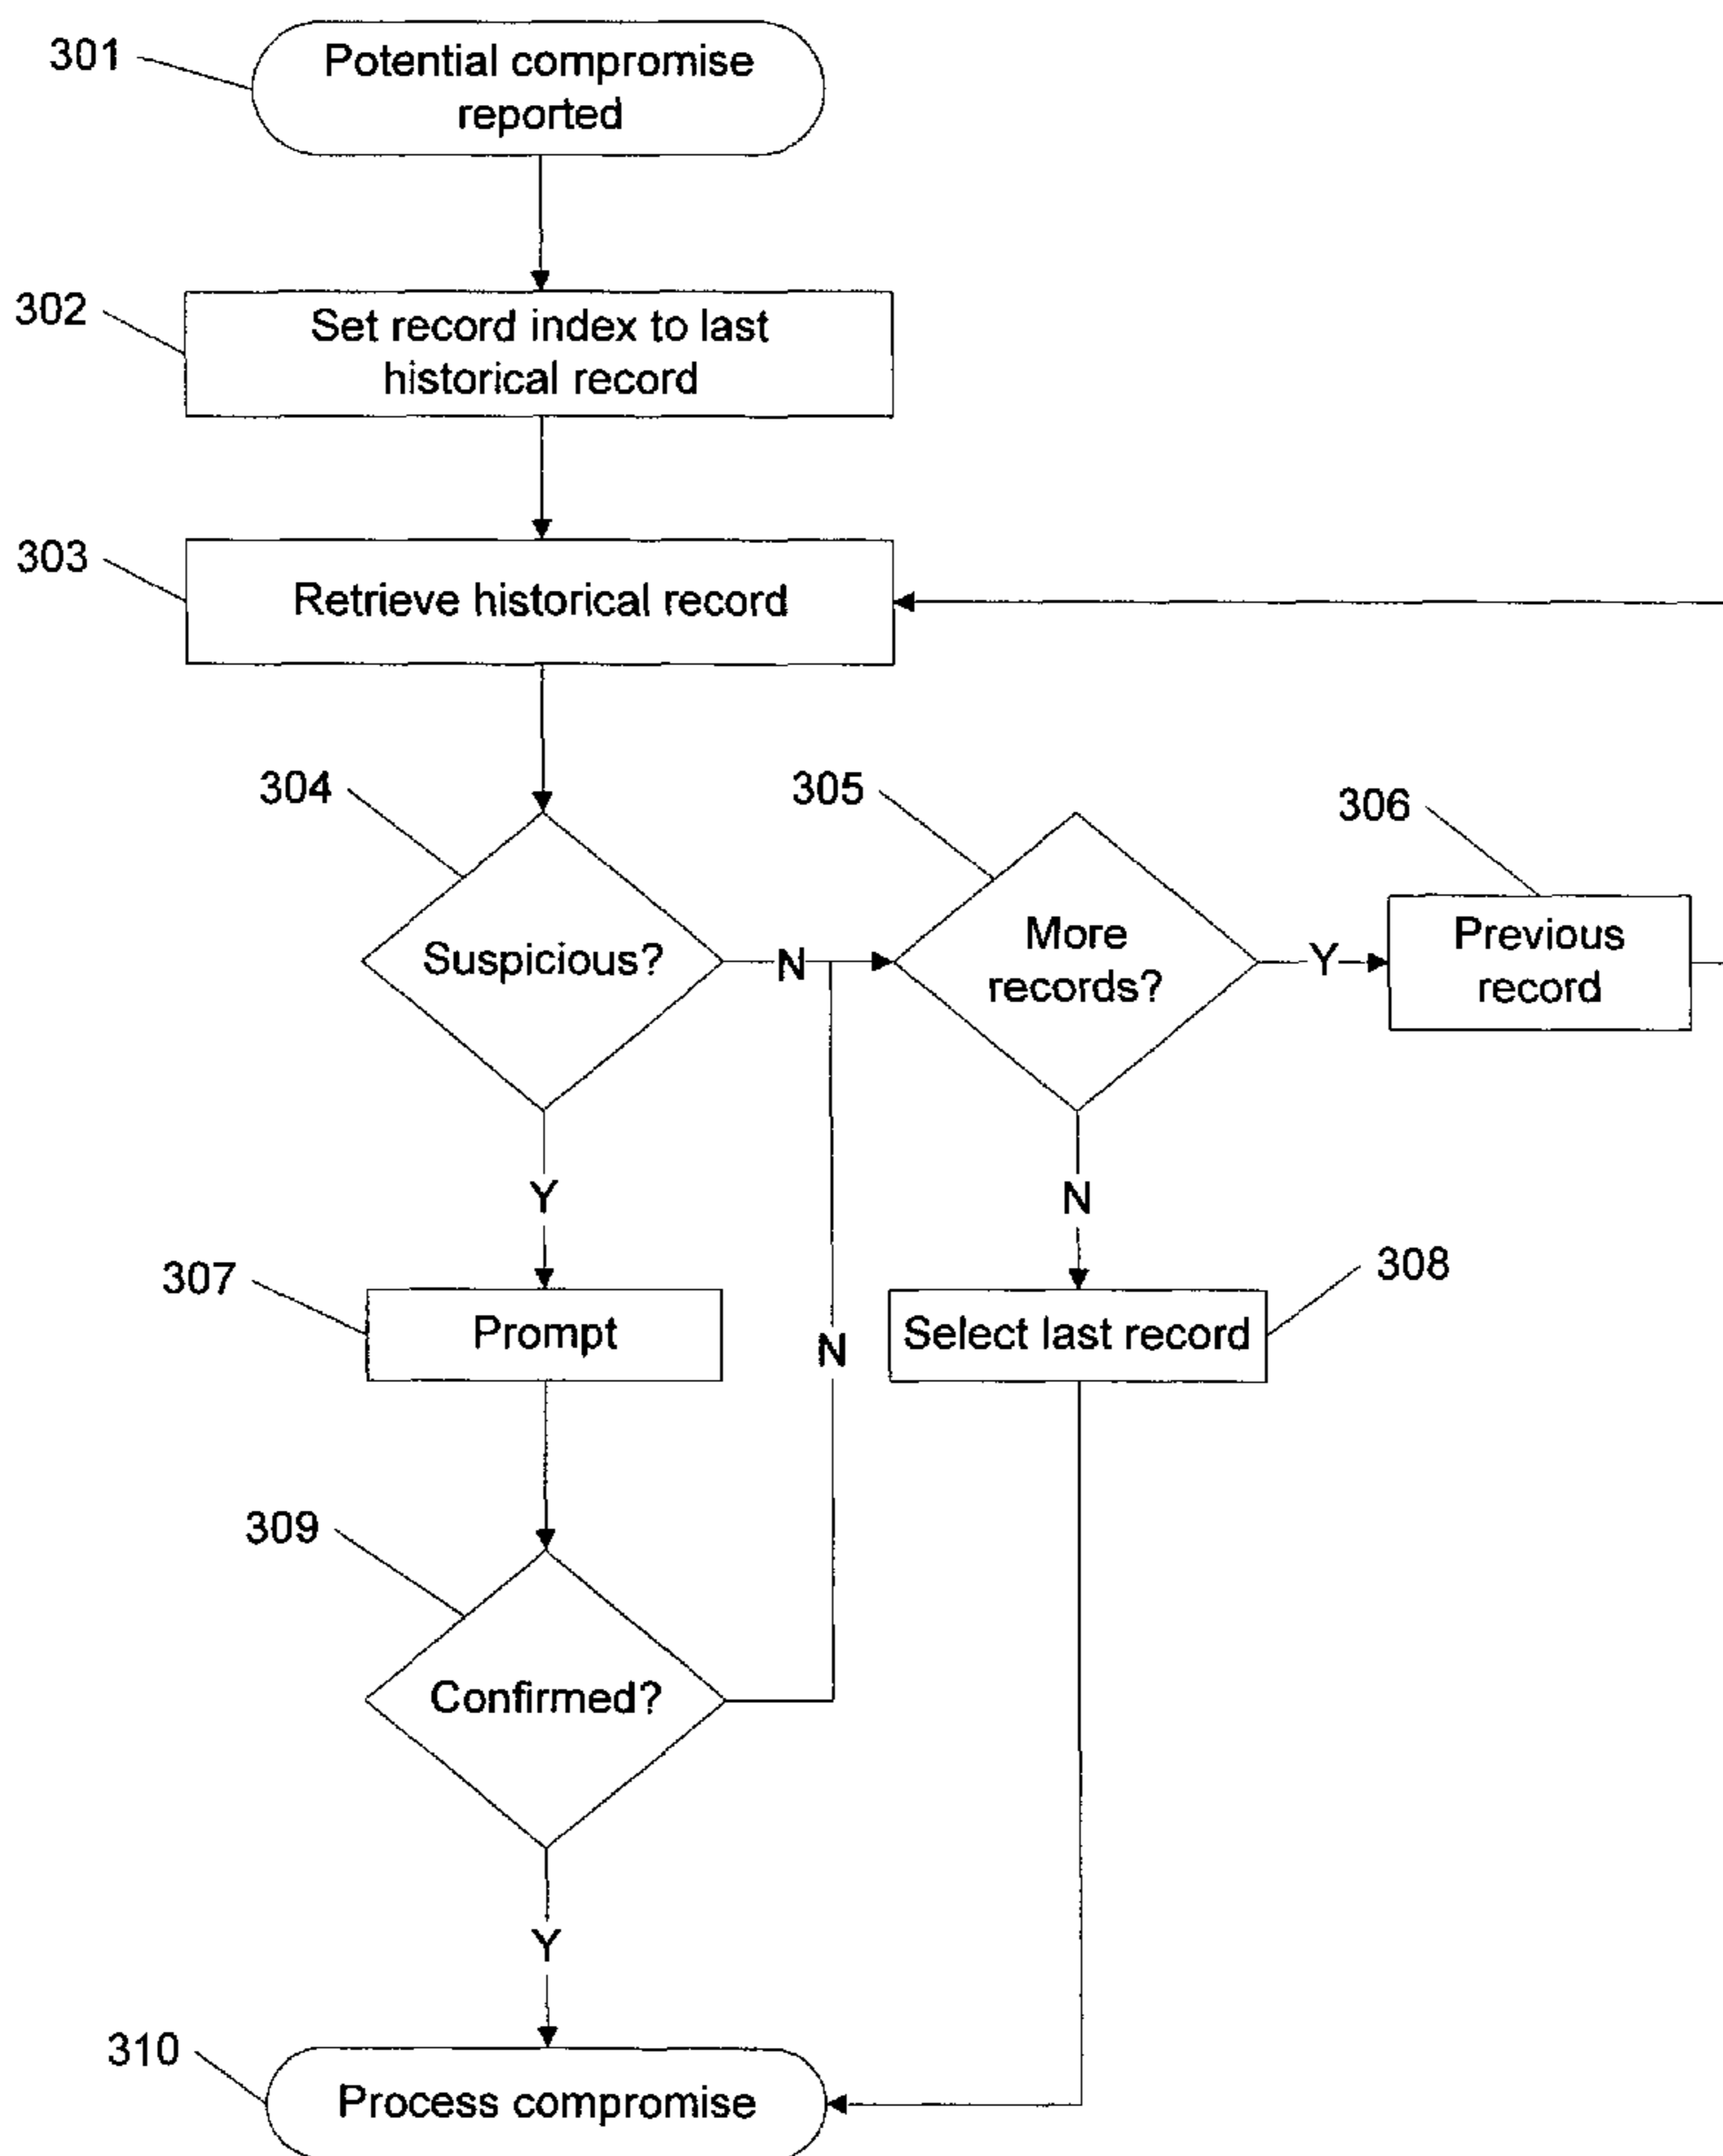 301
Potential compromise
reported
302
Set record index to last
historical record
303
Retrieve historical record
304
305
306
Suspicious?
N
More
records?
Y
Previous
record
Y
N
307
Prompt
N
Select last record
308
309
Confirmed?
Y
310
Process compromise